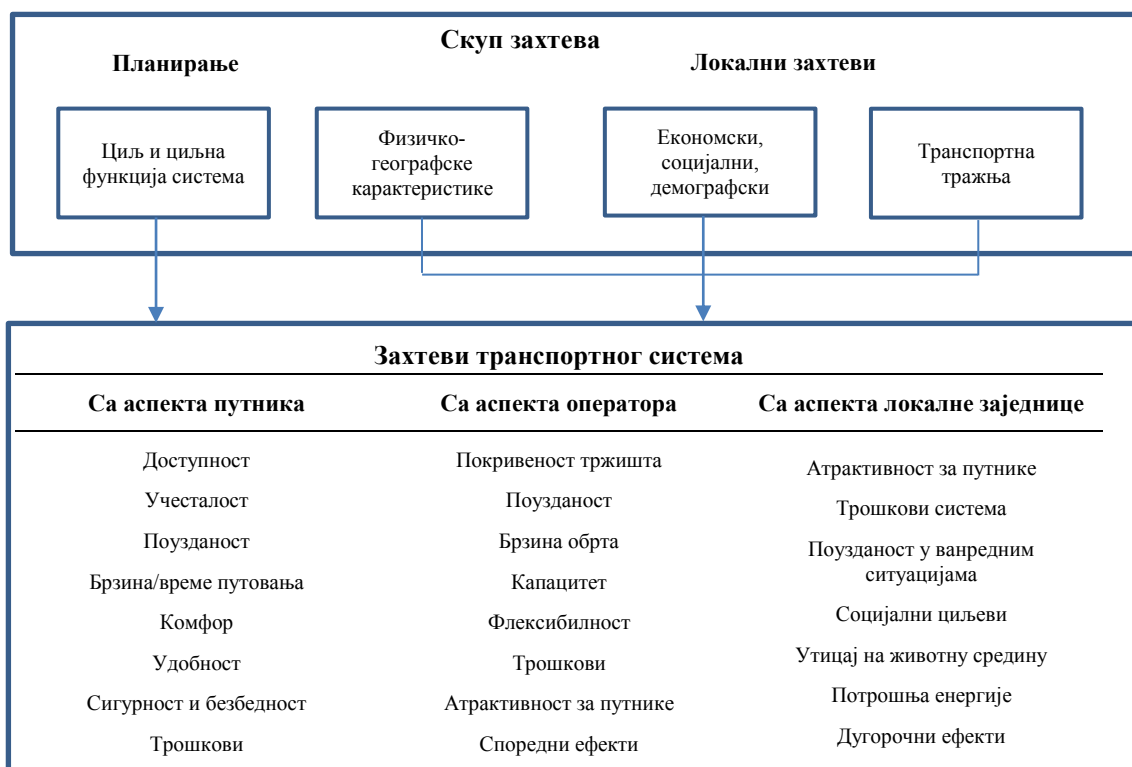 Скуп захтева
Планирање
Локални захтеви
Циљ и циљна
функција система
Физичко-
географске
карактеристике
Економски,
социјални,
демографски
Транспортна
тражња
Захтеви транспортног система
Са аспекта путника
Са аспекта оператора
Са аспекта локалне заједнице
Доступност
Учесталост
Поузданост
Брзина/време путовања
Комфор
Удобност
Сигурност и безбедност
Трошкови
Покривеност тржишта
Поузданост
Брзина обрта
Капацитет
Флексибилност
Трошкови
Атрактивност за путнике
Споредни ефекти
Атрактивност за путнике
Трошкови система
Поузданост у ванредним
ситуацијама
Социјални циљеви
Утицај на животну средину
Потрошња енергије
Дугорочни ефекти